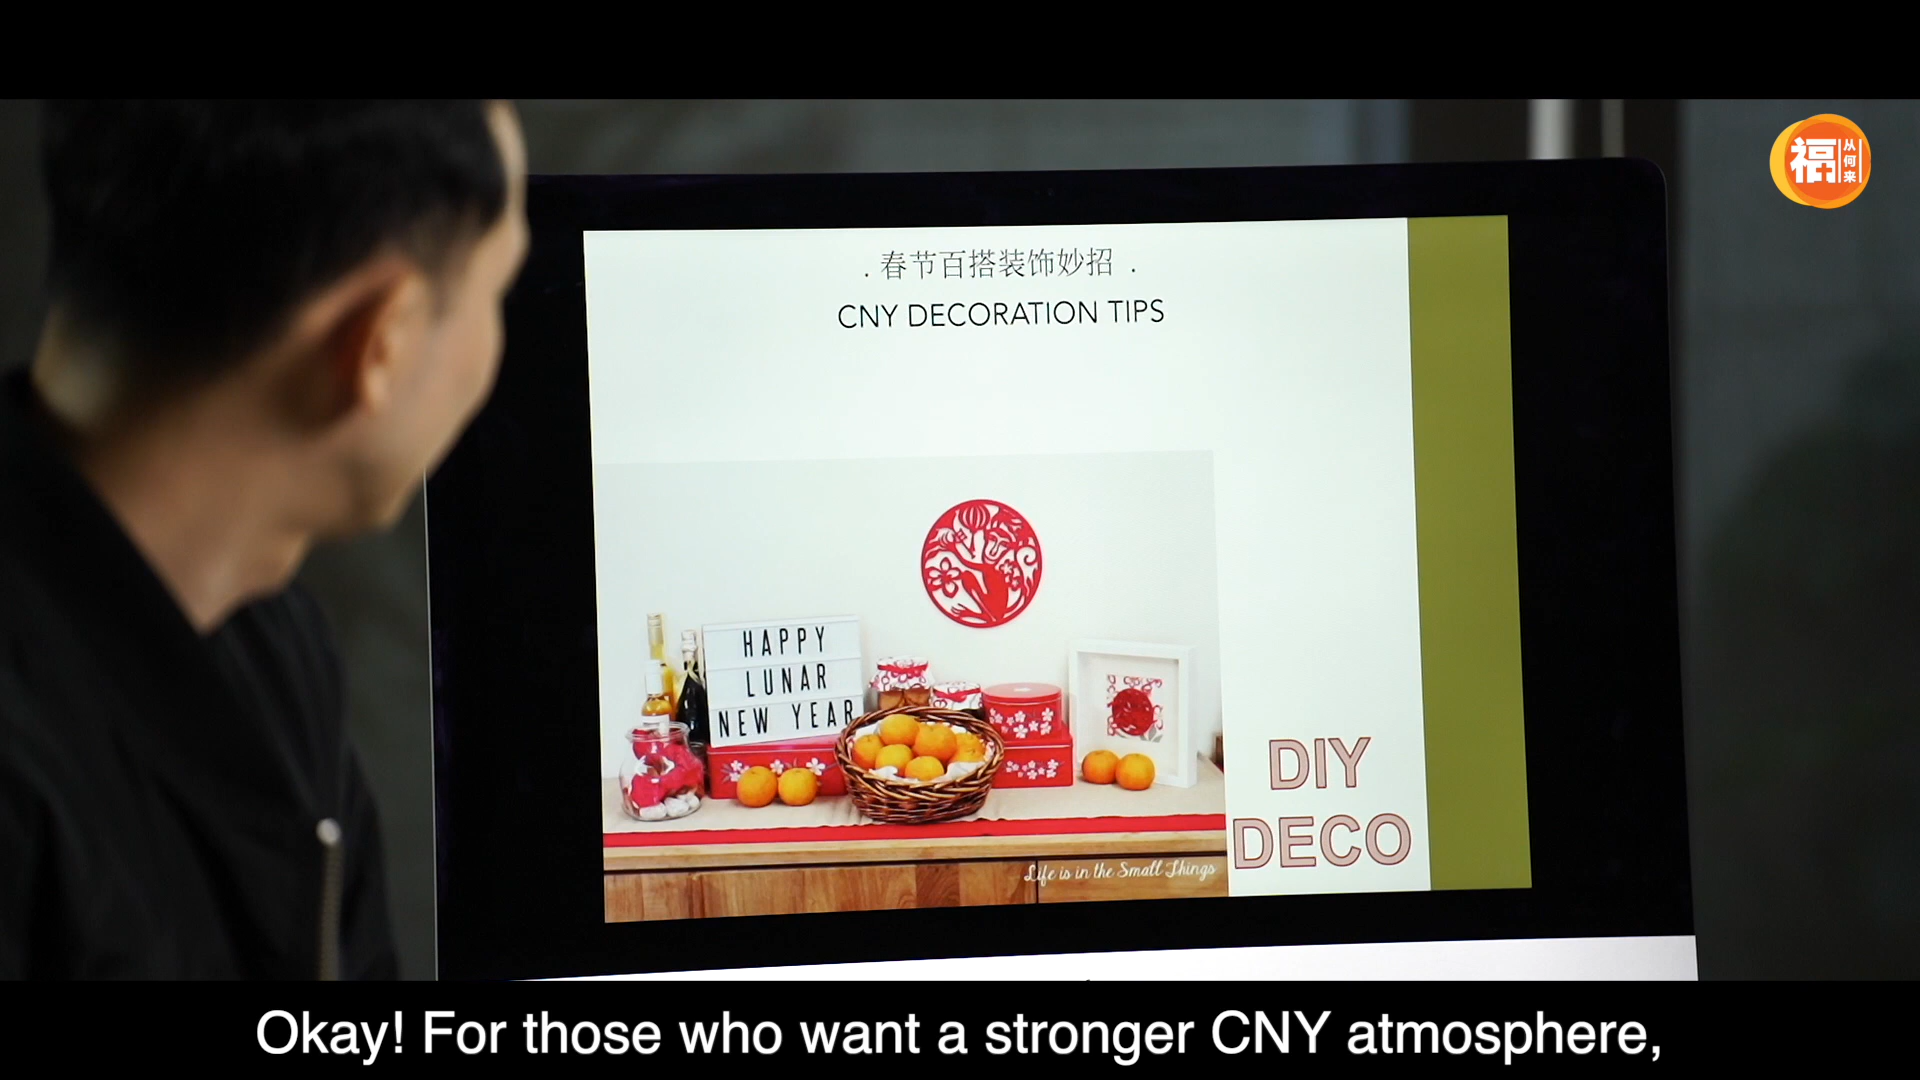 福
从何来
. 春节百搭装饰妙招 .
CNY DECORATION TIPS
HAPPY
LUNAR
NEW YEAR
Life is in the Small Things
DIY
DECO
Okay! For those who want a stronger CNY atmosphere,